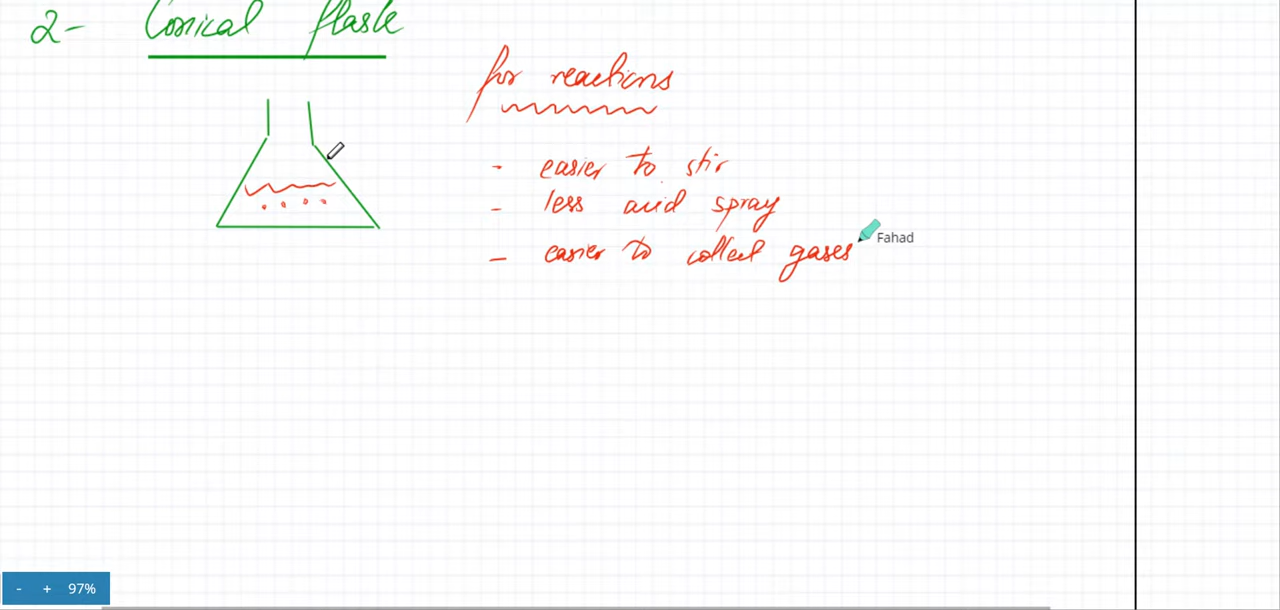 2- Conical flask
for reactions
- easier to stir
- less acid spray
- easier to collect gases
Fahad
- + 97%